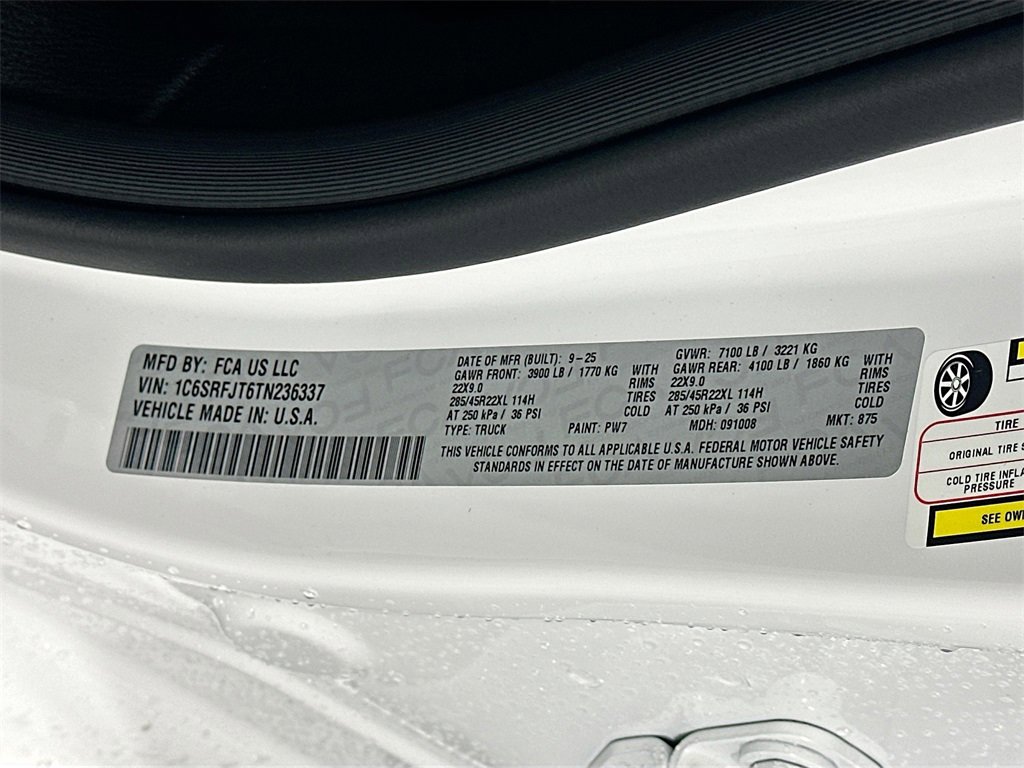 MFD BY: FCA US LLC
VIN: 1C6SRFJT6TN236337
VEHICLE MADE IN: U.S.A.
DATE OF MFR (BUILT): 9-25
GAWR FRONT: 3900 LB / 1770 KG WITH
22X9.0 RIMS
285/45R22XL 114H TIRES
AT 250 kPa / 36 PSI COLD
TYPE: TRUCK PAINT: PW7
GVWR: 7100 LB / 3221 KG
GAWR REAR: 4100 LB / 1860 KG WITH
22X9.0 RIMS
285/45R22XL 114H TIRES
AT 250 kPa / 36 PSI COLD
MDH: 091008 MKT: 875
THIS VEHICLE CONFORMS TO ALL APPLICABLE U.S.A. FEDERAL MOTOR VEHICLE SAFETY
STANDARDS IN EFFECT ON THE DATE OF MANUFACTURE SHOWN ABOVE.
TIRE
ORIGINAL TIRE S
COLD TIRE INFLA
PRESSURE
SEE OWN